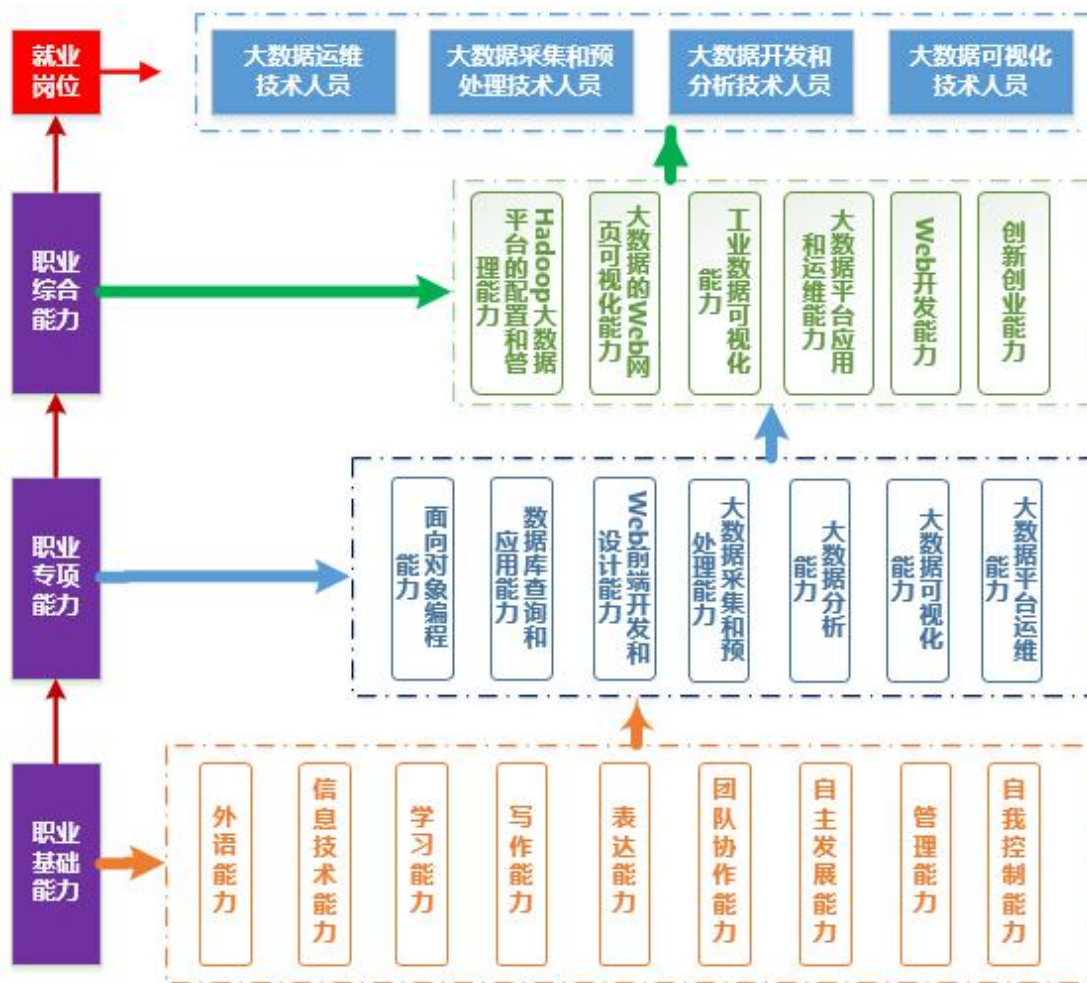 就业
岗位
大数据运维
技术人员
大数据采集和预
处理技术人员
大数据开发和
分析技术人员
大数据可视化
技术人员
职业
综合
能力
Hadoop大数据
平台的配置和管
理能力
大数据的Web网
页可视化能力
工业数据可视化
能力
大数据平台应用
和运维能力
Web开发能力
创新创业能力
职业
专项
能力
面向对象编程
能力
数据库查询和
应用能力
Web前端开发和
设计能力
大数据采集和预
处理能力
大数据分析
能力
大数据可视化
能力
大数据平台运维
能力
职业
基础
能力
外语能力
信息技术能力
学习能力
写作能力
表达能力
团队协作能力
自主发展能力
管理能力
自我控制能力